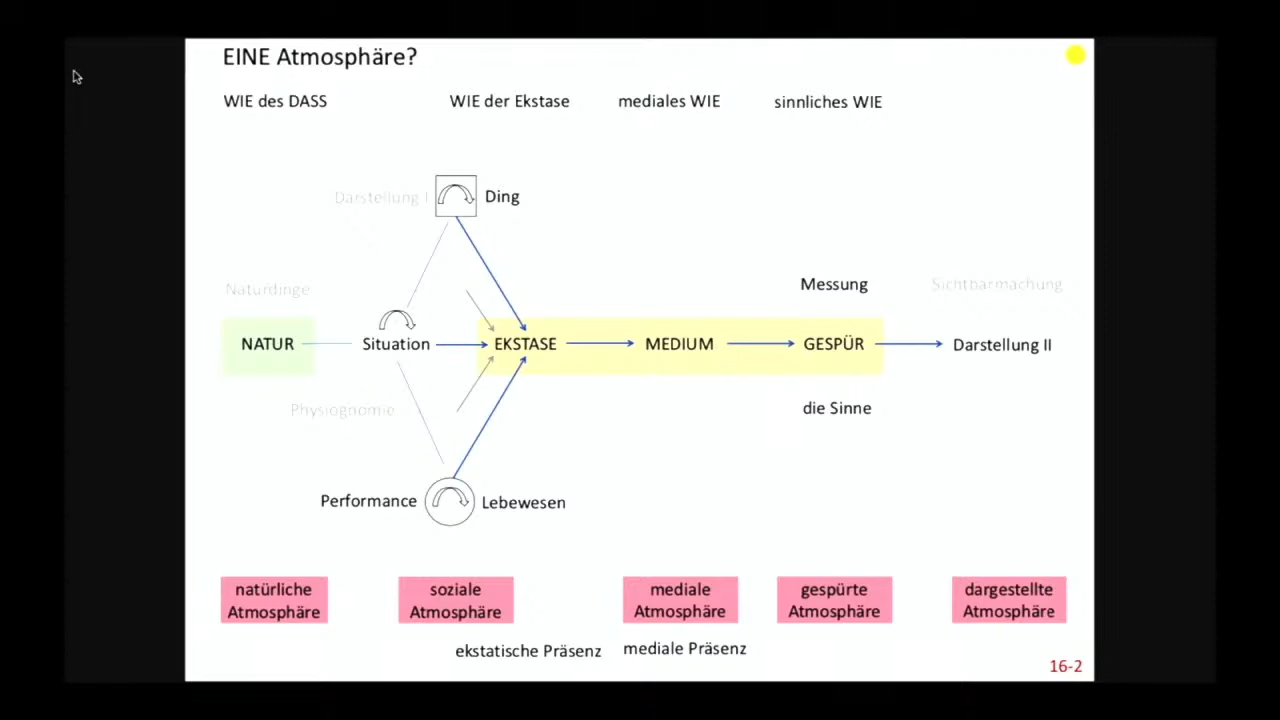 EINE Atmosphäre?
WIE des DASS
WIE der Ekstase
mediales WIE
sinnliches WIE
Darstellung I
Ding
Naturdinge
Messung
Sichtbarmachung
NATUR
Situation
EKSTASE
MEDIUM
GESPÜR
Darstellung II
Physiognomie
die Sinne
Performance
Lebewesen
natürliche
Atmosphäre
soziale
Atmosphäre
mediale
Atmosphäre
gespürte
Atmosphäre
dargestellte
Atmosphäre
ekstatische Präsenz
mediale Präsenz
16-2